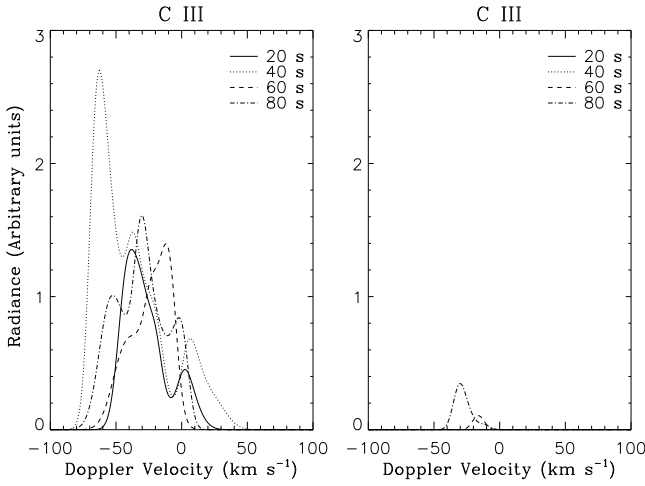 C III
C III
3
2
1
0
Radiance (Arbitrary units)
20 s
40 s
60 s
80 s
−100
−50
0
50
100
Doppler Velocity (km s⁻¹)
3
2
1
0
20 s
40 s
60 s
80 s
−100
−50
0
50
100
Doppler Velocity (km s⁻¹)